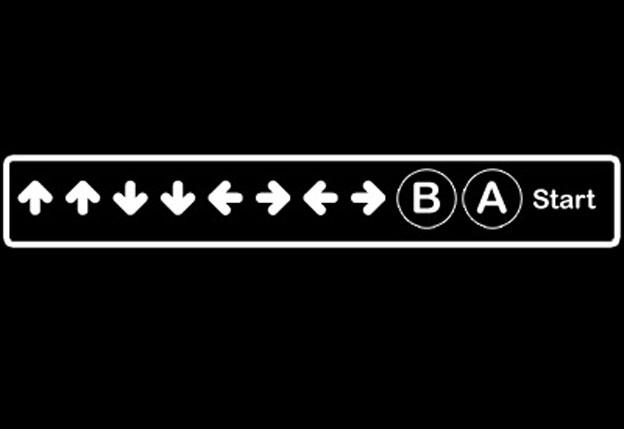 ↑ ↑ ↓ ↓ ← → ← → B A Start